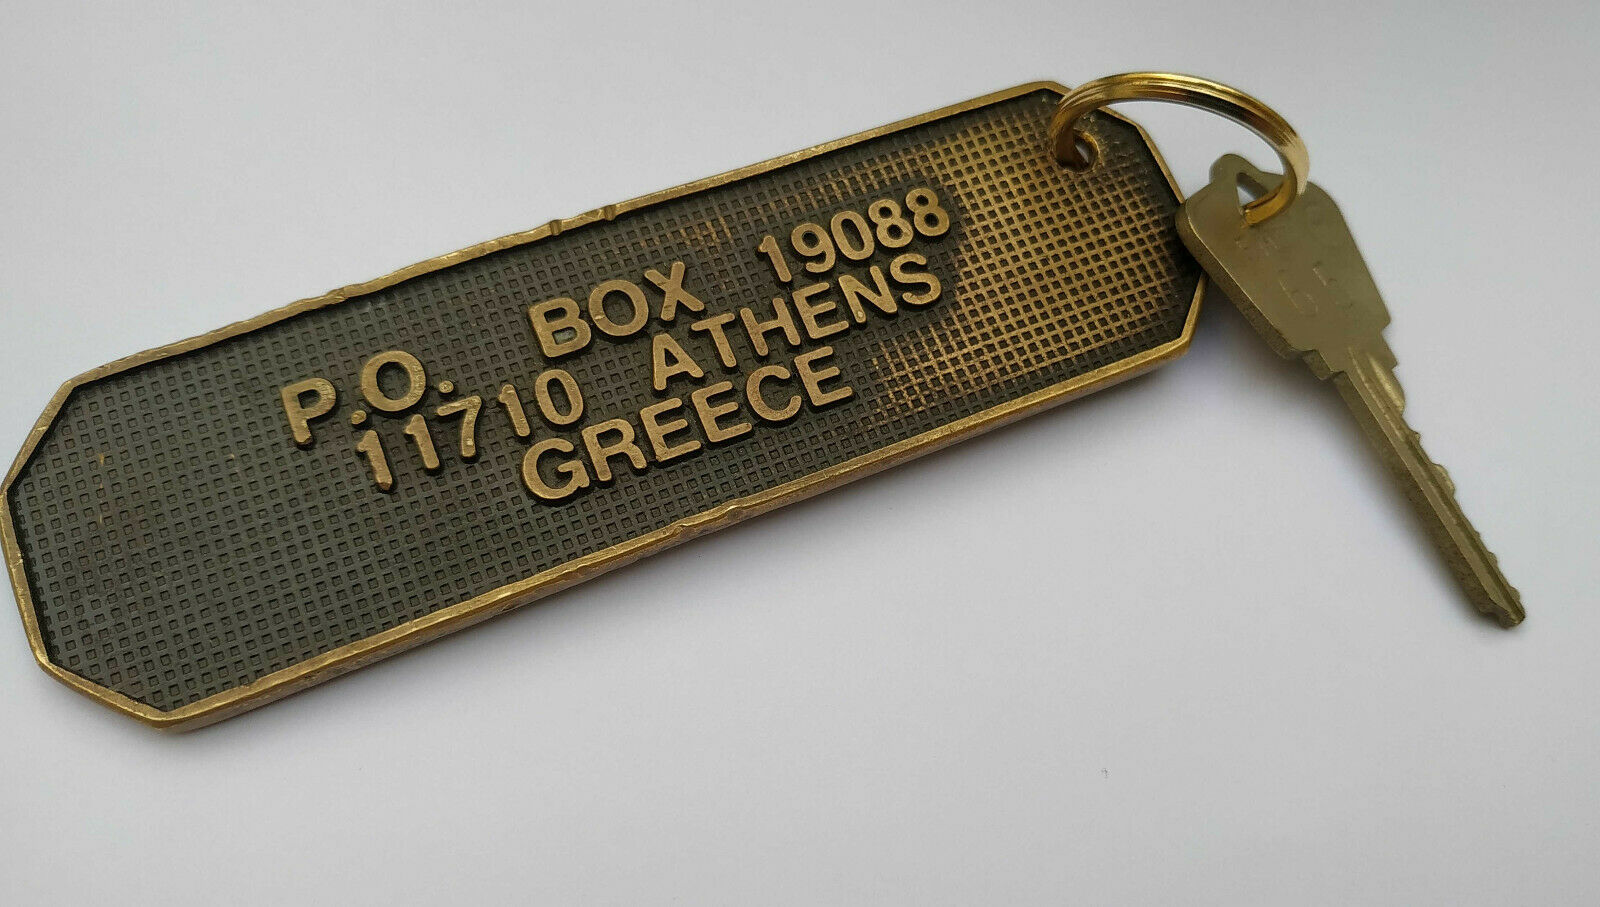 P.O. BOX 19088
11710 ATHENS
GREECE